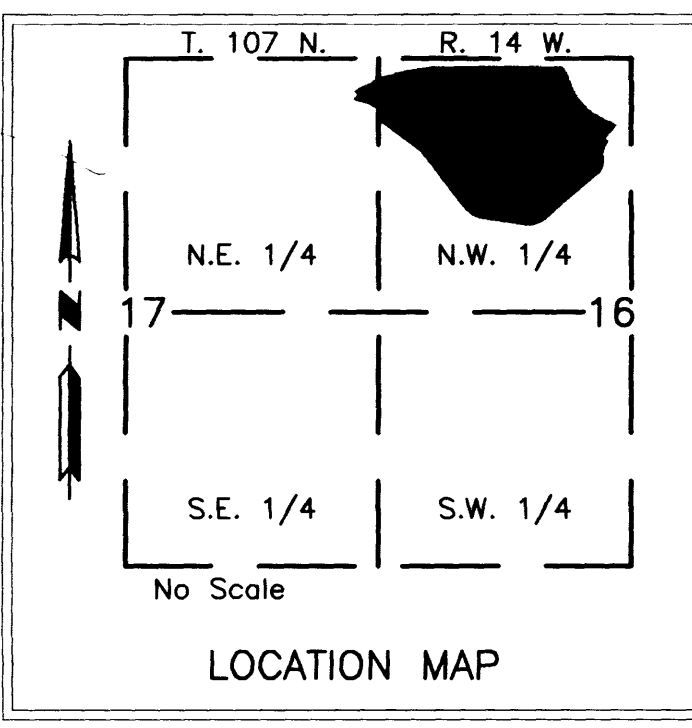 T. 107 N. R. 14 W.
N.E. 1/4 N.W. 1/4
N
17 16
S.E. 1/4 S.W. 1/4
No Scale
LOCATION MAP